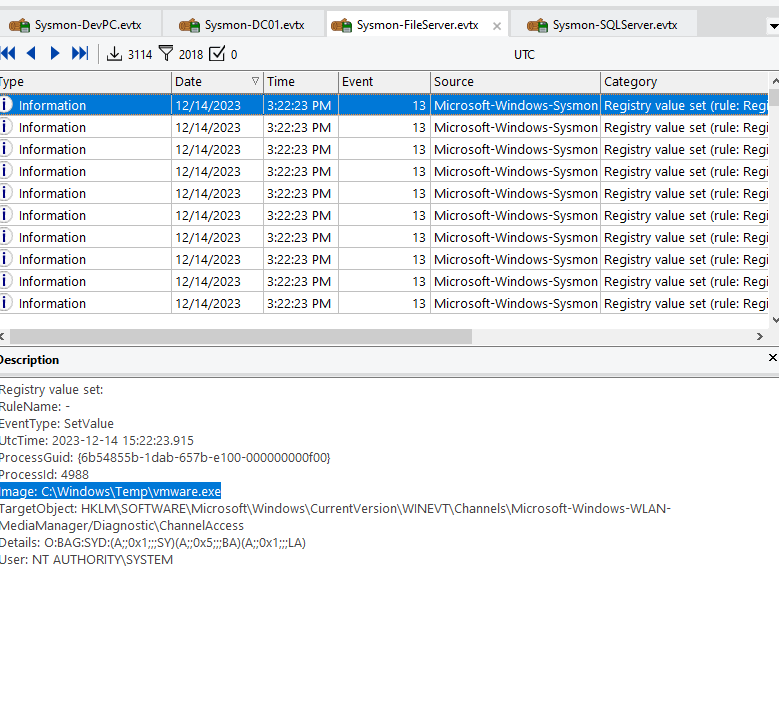 Sysmon-DevPC.evtx Sysmon-DC01.evtx Sysmon-FileServer.evtx Sysmon-SQLServer.evtx
3114 2018 0 UTC
Type Date Time Event Source Category
Information 12/14/2023 3:22:23 PM 13 Microsoft-Windows-Sysmon Registry value set (rule: Regi
Information 12/14/2023 3:22:23 PM 13 Microsoft-Windows-Sysmon Registry value set (rule: Regi
Information 12/14/2023 3:22:23 PM 13 Microsoft-Windows-Sysmon Registry value set (rule: Regi
Information 12/14/2023 3:22:23 PM 13 Microsoft-Windows-Sysmon Registry value set (rule: Regi
Information 12/14/2023 3:22:23 PM 13 Microsoft-Windows-Sysmon Registry value set (rule: Regi
Information 12/14/2023 3:22:23 PM 13 Microsoft-Windows-Sysmon Registry value set (rule: Regi
Information 12/14/2023 3:22:23 PM 13 Microsoft-Windows-Sysmon Registry value set (rule: Regi
Information 12/14/2023 3:22:23 PM 13 Microsoft-Windows-Sysmon Registry value set (rule: Regi
Information 12/14/2023 3:22:23 PM 13 Microsoft-Windows-Sysmon Registry value set (rule: Regi
Information 12/14/2023 3:22:23 PM 13 Microsoft-Windows-Sysmon Registry value set (rule: Regi
Description
Registry value set:
RuleName: -
EventType: SetValue
UtcTime: 2023-12-14 15:22:23.915
ProcessGuid: {6b54855b-1dab-657b-e100-000000000f00}
ProcessId: 4988
Image: C:\Windows\Temp\vmware.exe
TargetObject: HKLM\SOFTWARE\Microsoft\Windows\CurrentVersion\WINEVT\Channels\Microsoft-Windows-WLAN-
MediaManager/Diagnostic\ChannelAccess
Details: O:BAG:SYD:(A;;0x1;;;SY)(A;;0x5;;;BA)(A;;0x1;;;LA)
User: NT AUTHORITY\SYSTEM